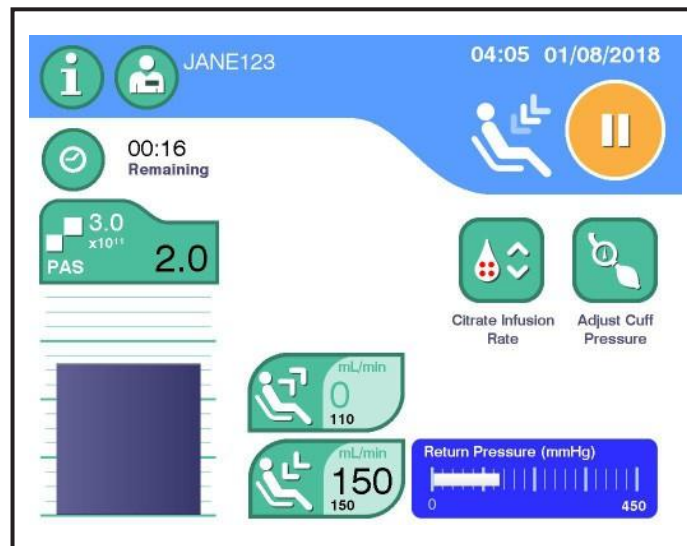 JANE123
04:05 01/08/2018
00:16
Remaining
3.0
x10¹¹
PAS 2.0
Citrate Infusion Rate
Adjust Cuff Pressure
mL/min
0
110
mL/min
150
150
Return Pressure (mmHg)
0 450